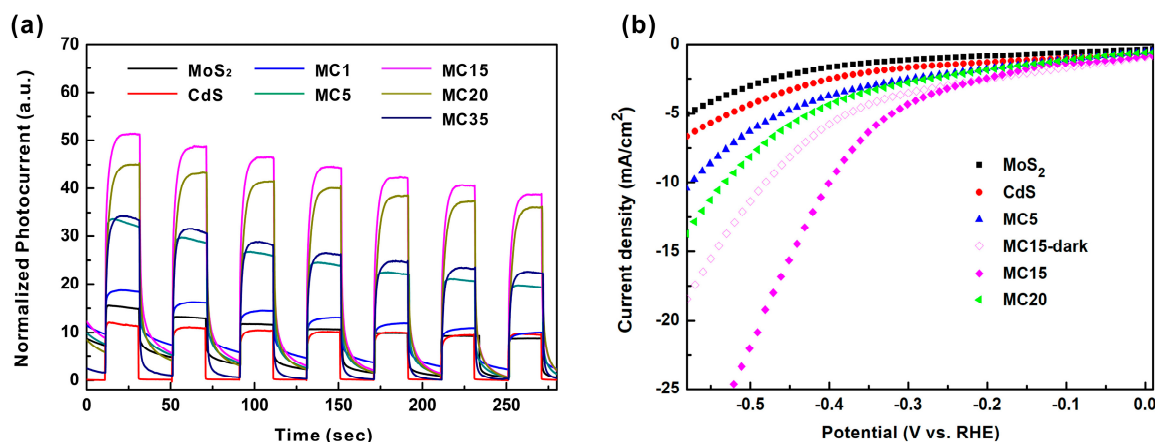 (a)
Normalized Photocurrent (a.u.)
70
60
50
40
30
20
10
0
MoS₂ MC1 MC15
CdS MC5 MC20
MC35
0 50 100 150 200 250
Time (sec)
(b)
Current density (mA/cm²)
0
-5
-10
-15
-20
-25
MoS₂
CdS
MC5
MC15-dark
MC15
MC20
-0.5 -0.4 -0.3 -0.2 -0.1 0.0
Potential (V vs. RHE)